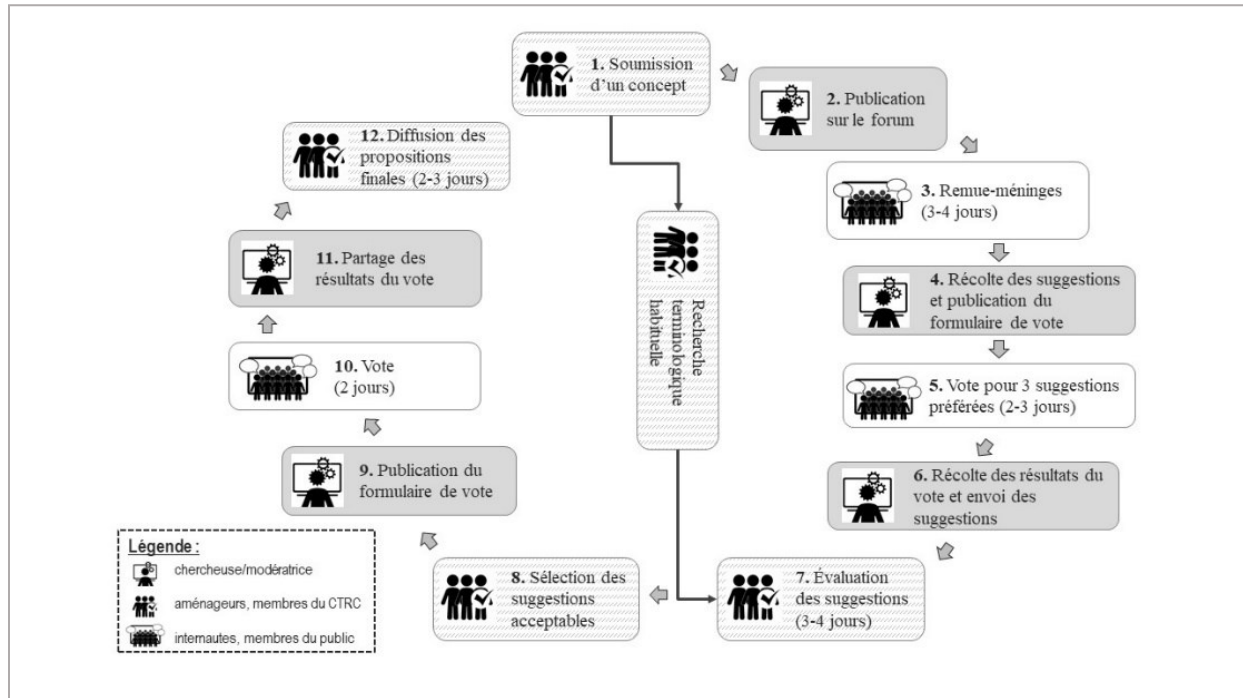 1. Soumission
d’un concept
2. Publication
sur le forum
3. Remue-méninges
(3-4 jours)
4. Récolte des suggestions
et publication du
formulaire de vote
5. Vote pour 3 suggestions
préférées (2-3 jours)
6. Récolte des résultats du
vote et envoi des
suggestions
7. Évaluation
des suggestions
(3-4 jours)
8. Sélection des
suggestions
acceptables
9. Publication du
formulaire de vote
10. Vote
(2 jours)
11. Partage des
résultats du vote
12. Diffusion des
propositions
finales (2-3 jours)
Recherche
terminologique
habituelle
Légende :
chercheuse/modératrice
aménageurs, membres du CTRC
internautes, membres du public